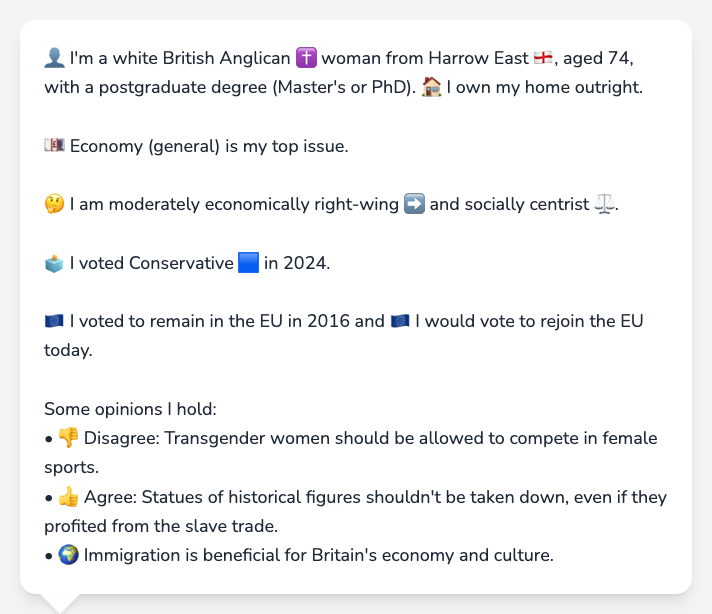 👤 I'm a white British Anglican ✝️ woman from Harrow East 🏴󠁧󠁢󠁥󠁮󠁧󠁿, aged 74,
with a postgraduate degree (Master's or PhD). 🏠 I own my home outright.
💷 Economy (general) is my top issue.
🤔 I am moderately economically right-wing ➡️ and socially centrist ⚖️.
🗳️ I voted Conservative 🟦 in 2024.
🇪🇺 I voted to remain in the EU in 2016 and 🇪🇺 I would vote to rejoin the EU
today.
Some opinions I hold:
• 👎 Disagree: Transgender women should be allowed to compete in female
sports.
• 👍 Agree: Statues of historical figures shouldn't be taken down, even if they
profited from the slave trade.
• 🌍 Immigration is beneficial for Britain's economy and culture.